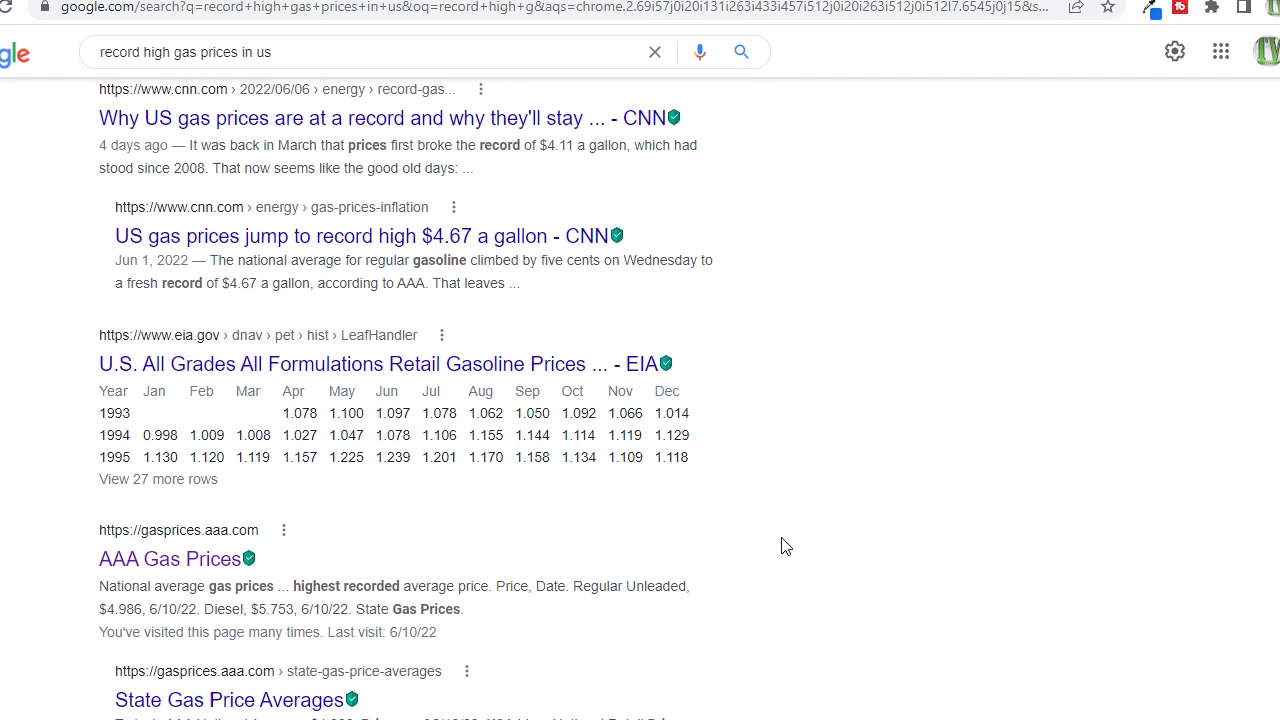 google.com/search?q=record+high+gas+prices+in+us&oq=record+high+g&aqs=chrome.2.69i57j0i20i131i263i433i457i512j0i20i263i512j0i512l7.6545j0j15&s...
gle
record high gas prices in us
https://www.cnn.com › 2022/06/06 › energy › record-gas...
Why US gas prices are at a record and why they'll stay ... - CNN
4 days ago — It was back in March that prices first broke the record of $4.11 a gallon, which had
stood since 2008. That now seems like the good old days: ...
https://www.cnn.com › energy › gas-prices-inflation
US gas prices jump to record high $4.67 a gallon - CNN
Jun 1, 2022 — The national average for regular gasoline climbed by five cents on Wednesday to
a fresh record of $4.67 a gallon, according to AAA. That leaves ...
https://www.eia.gov › dnav › pet › hist › LeafHandler
U.S. All Grades All Formulations Retail Gasoline Prices ... - EIA
Year Jan Feb Mar Apr May Jun Jul Aug Sep Oct Nov Dec
1993 1.078 1.100 1.097 1.078 1.062 1.050 1.092 1.066 1.014
1994 0.998 1.009 1.008 1.027 1.047 1.078 1.106 1.155 1.144 1.114 1.119 1.129
1995 1.130 1.120 1.119 1.157 1.225 1.239 1.201 1.170 1.158 1.134 1.109 1.118
View 27 more rows
https://gasprices.aaa.com
AAA Gas Prices
National average gas prices ... highest recorded average price. Price, Date. Regular Unleaded,
$4.986, 6/10/22. Diesel, $5.753, 6/10/22. State Gas Prices.
You've visited this page many times. Last visit: 6/10/22
https://gasprices.aaa.com › state-gas-price-averages
State Gas Price Averages